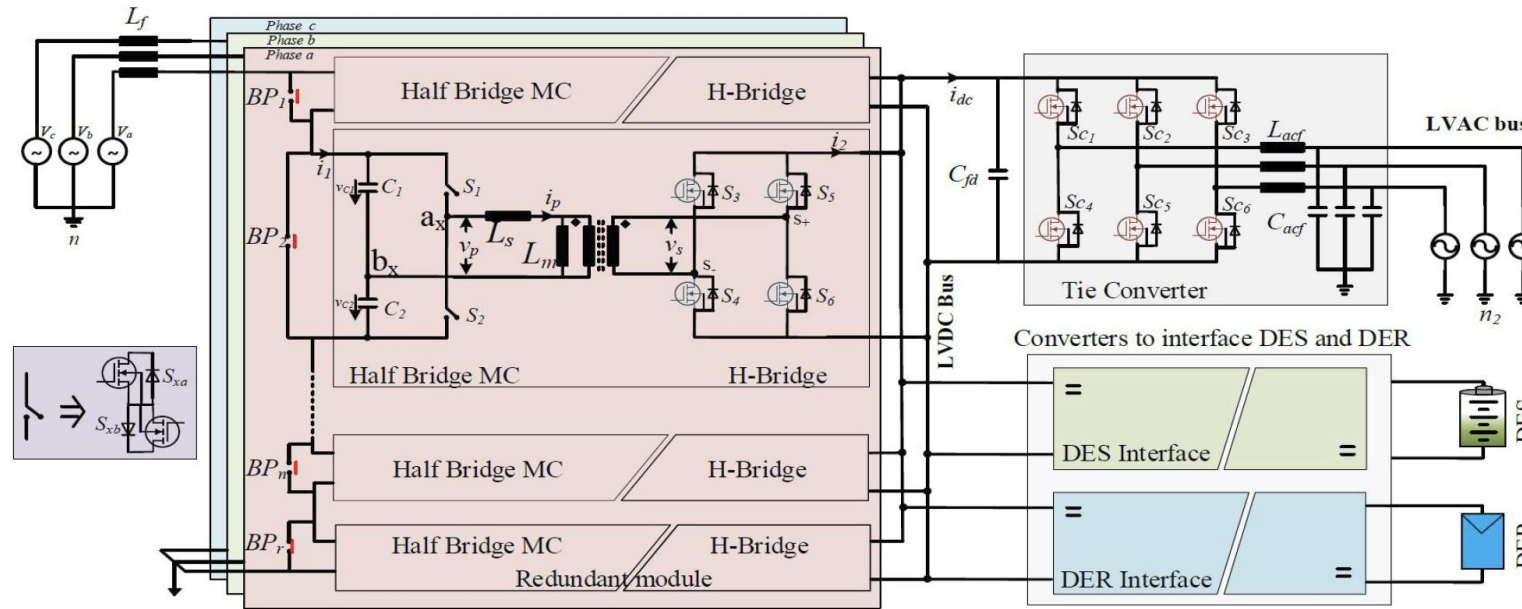 L_f
Phase c
Phase b
Phase a
V_c
V_b
V_a
~
~
~
n
BP_1
Half Bridge MC
H-Bridge
i_1
BP_2
v_C1
C_1
S_1
a_x
L_s
i_p
v_p
L_m
b_x
v_C2
C_2
S_2
v_s
S_3
S_5
i_2
S+
S-
S_4
S_6
Half Bridge MC
H-Bridge
S_xa
S_xb
BP_n
Half Bridge MC
H-Bridge
BP_r
Half Bridge MC
H-Bridge
Redundant module
i_dc
C_fd
LVDC Bus
Sc_1
Sc_2
Sc_3
L_acf
LVAC bus
Sc_4
Sc_5
Sc_6
C_acf
Tie Converter
n_2
Converters to interface DES and DER
=
DES Interface
=
DES
=
DER Interface
=
DER